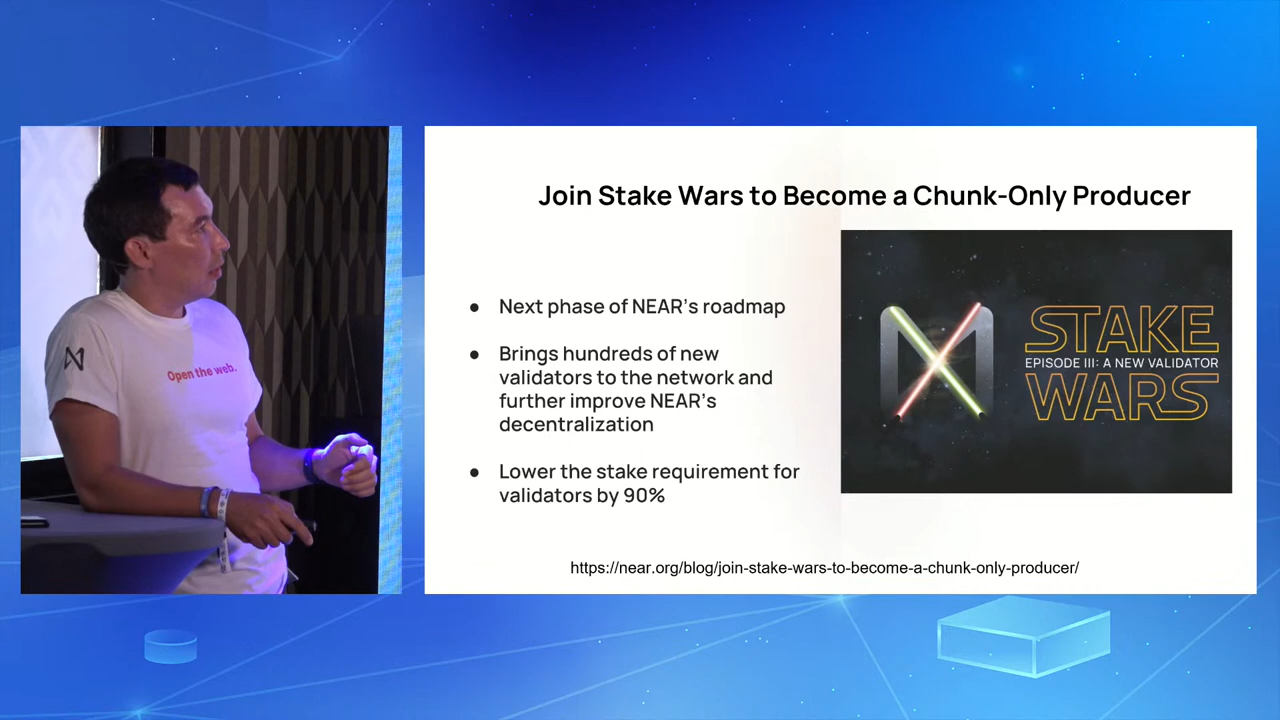 Join Stake Wars to Become a Chunk-Only Producer
Open the web.
● Next phase of NEAR's roadmap
● Brings hundreds of new
validators to the network and
further improve NEAR's
decentralization
● Lower the stake requirement for
validators by 90%
STAKE
EPISODE III: A NEW VALIDATOR
WARS
https://near.org/blog/join-stake-wars-to-become-a-chunk-only-producer/